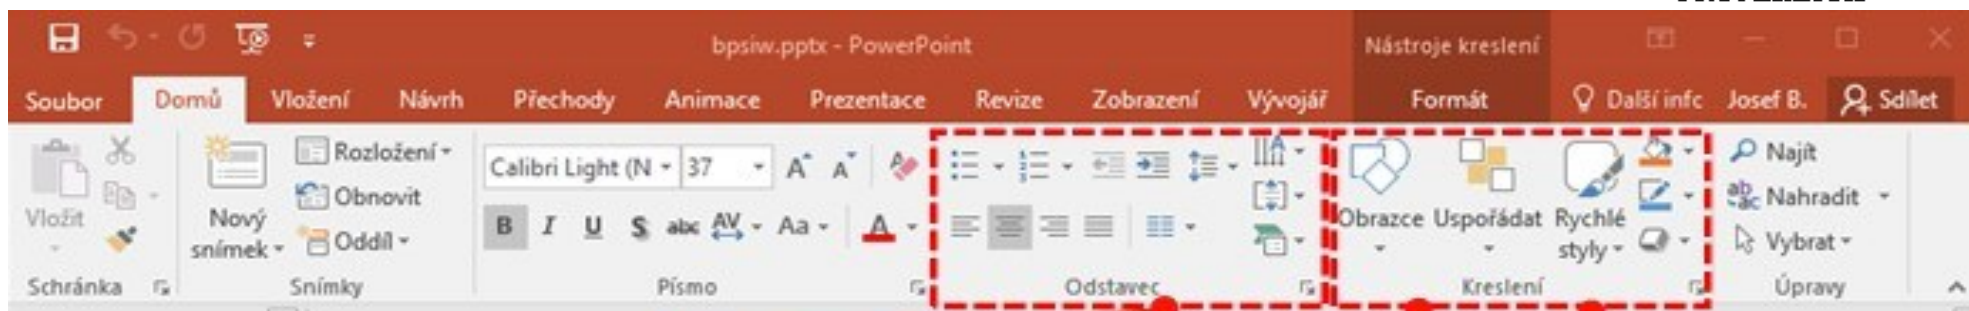 bpsiw.pptx - PowerPoint
Nástroje kreslení
Soubor Domů Vložení Návrh Přechody Animace Prezentace Revize Zobrazení Vývojář Formát Další infc Josef B. Sdílet
Vložit
Nový
snímek
Rozložení
Obnovit
Oddíl
Calibri Light (N 37 A A
B I U S abc AV Aa A
Obrazce Uspořádat Rychlé
styly
Najít
Nahradit
Vybrat
Schránka Snímky Písmo Odstavec Kreslení Úpravy